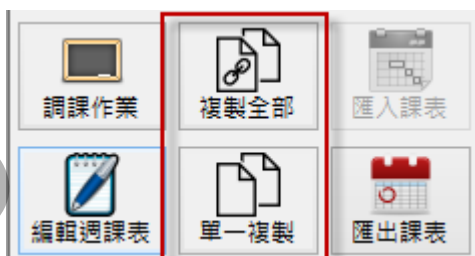 調課作業
複製全部
匯入課表
編輯週課表
單一複製
匯出課表